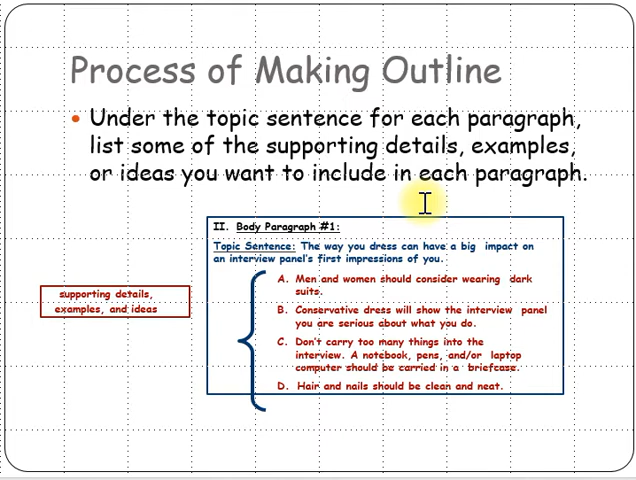 Process of Making Outline
• Under the topic sentence for each paragraph,
list some of the supporting details, examples,
or ideas you want to include in each paragraph.
II. Body Paragraph #1:
Topic Sentence: The way you dress can have a big impact on
an interview panel's first impressions of you.
supporting details,
examples, and ideas
A. Men and women should consider wearing dark
suits.
B. Conservative dress will show the interview panel
you are serious about what you do.
C. Don't carry too many things into the
interview. A notebook, pens, and/or laptop
computer should be carried in a briefcase.
D. Hair and nails should be clean and neat.